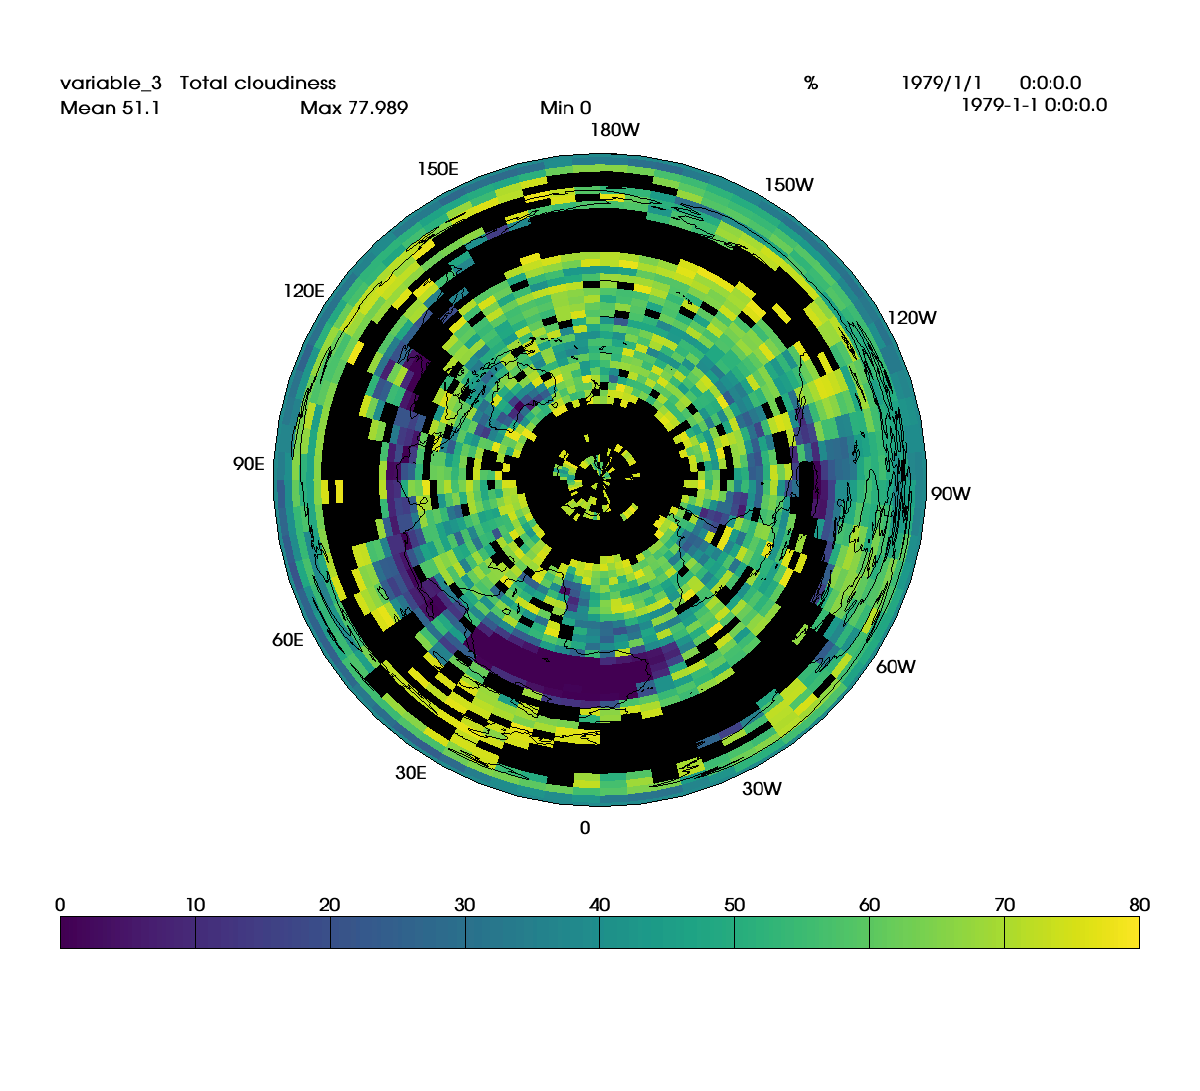 variable_3 Total cloudiness % 1979/1/1 0:0:0.0
Mean 51.1 Max 77.989 Min 0 1979-1-1 0:0:0.0
180W
150E 150W
120E 120W
90E 90W
60E 60W
30E 30W
0
0 10 20 30 40 50 60 70 80